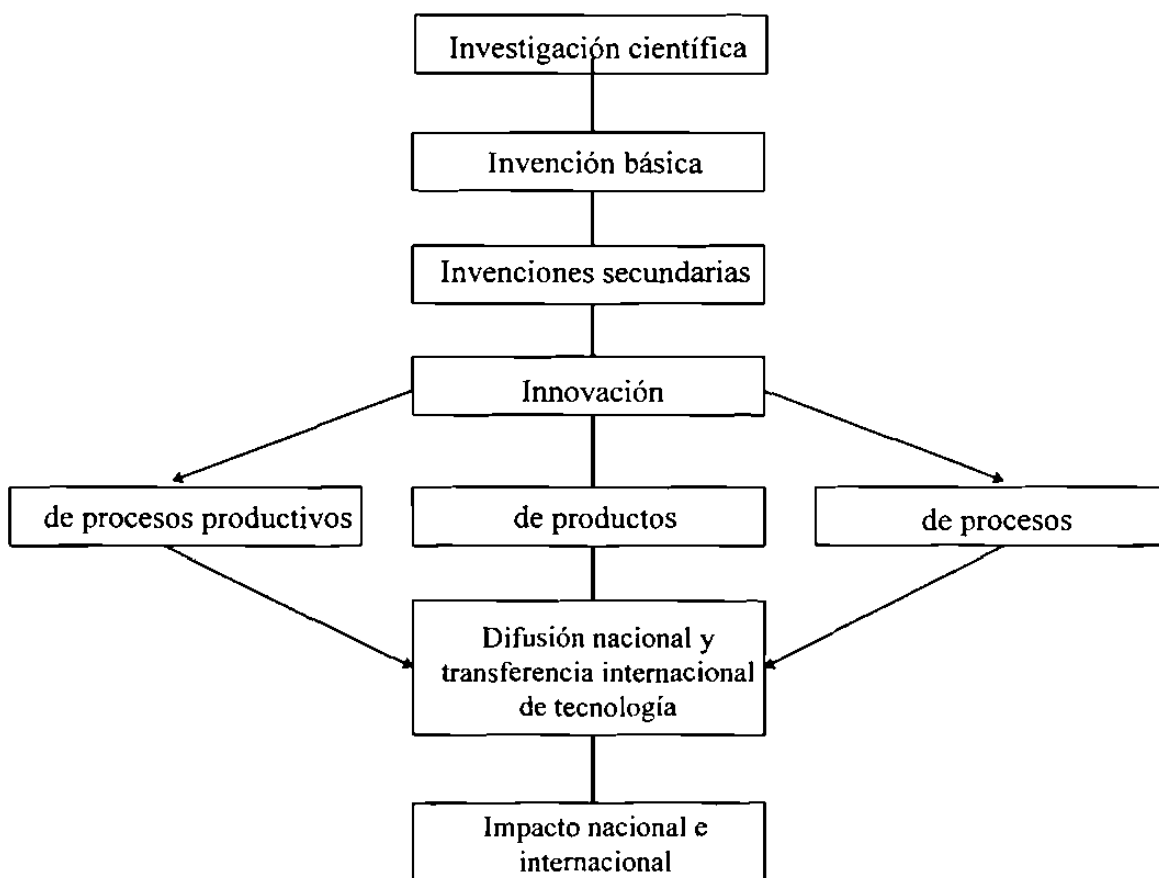 Investigación científica
Invención básica
Invenciones secundarias
Innovación
de procesos productivos
de productos
de procesos
Difusión nacional y
transferencia internacional
de tecnología
Impacto nacional e
internacional